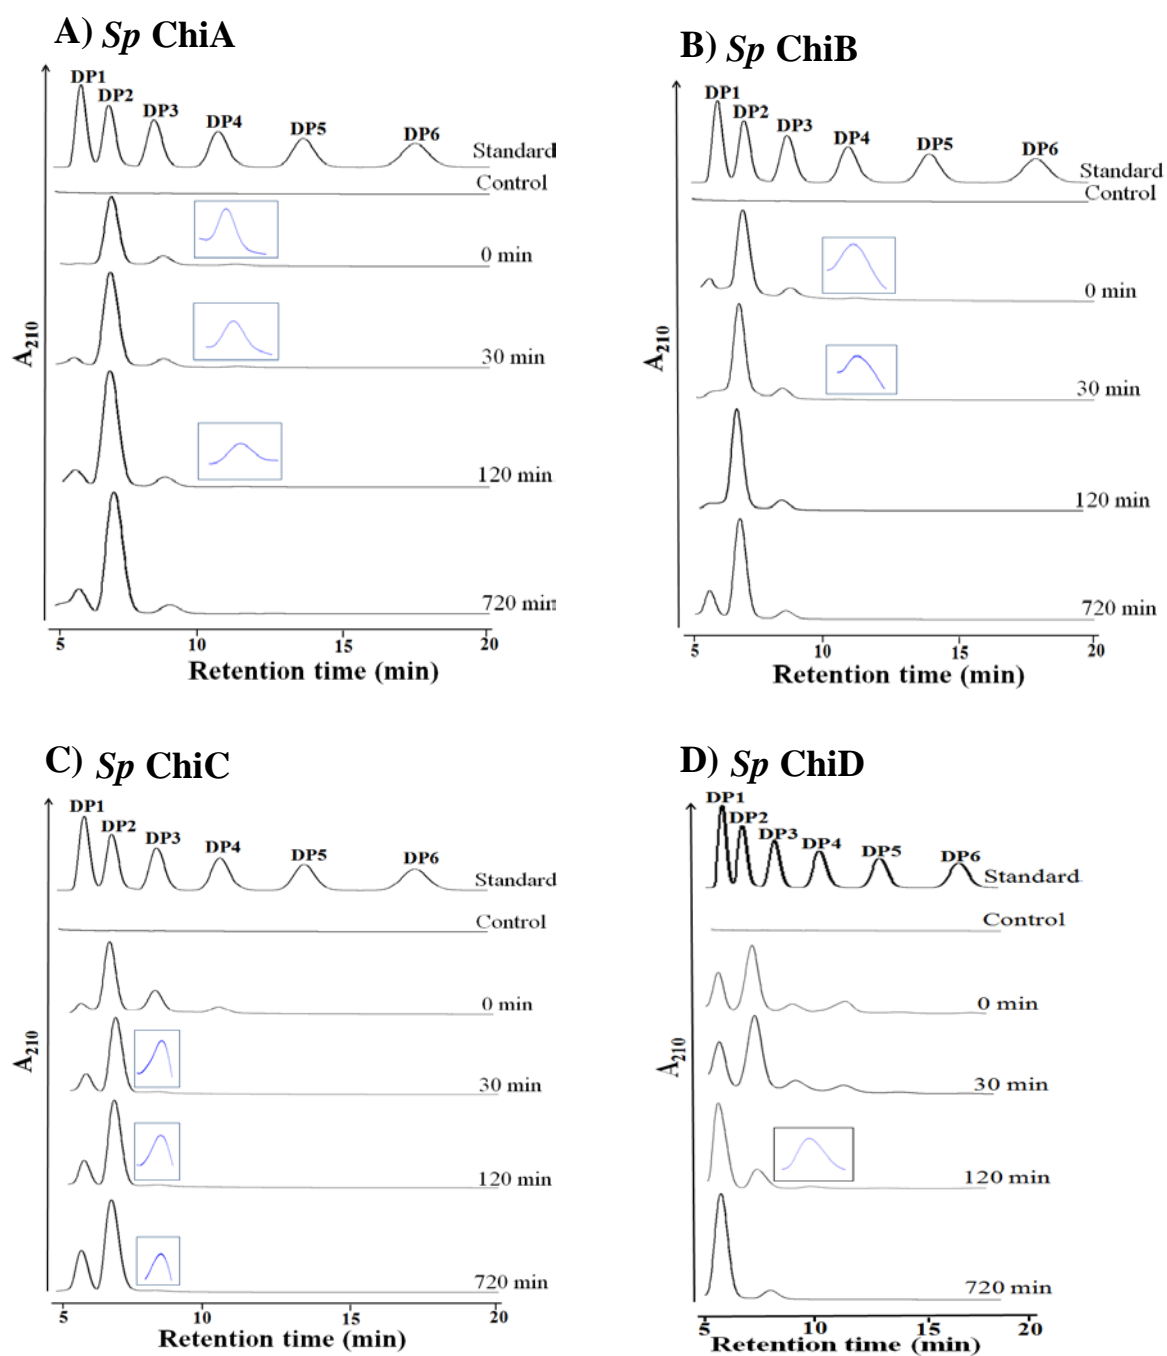 A) Sp ChiA
DP1
DP2
DP3
DP4
DP5
DP6
Standard
Control
0 min
30 min
120 min
720 min
A210
5 10 15 20
Retention time (min)
B) Sp ChiB
DP1
DP2
DP3
DP4
DP5
DP6
Standard
Control
0 min
30 min
120 min
720 min
A210
5 10 15 20
Retention time (min)
C) Sp ChiC
DP1
DP2
DP3
DP4
DP5
DP6
Standard
Control
0 min
30 min
120 min
720 min
A210
5 10 15 20
Retention time (min)
D) Sp ChiD
DP1
DP2
DP3
DP4
DP5
DP6
Standard
Control
0 min
30 min
120 min
720 min
A210
5 10 15 20
Retention time (min)